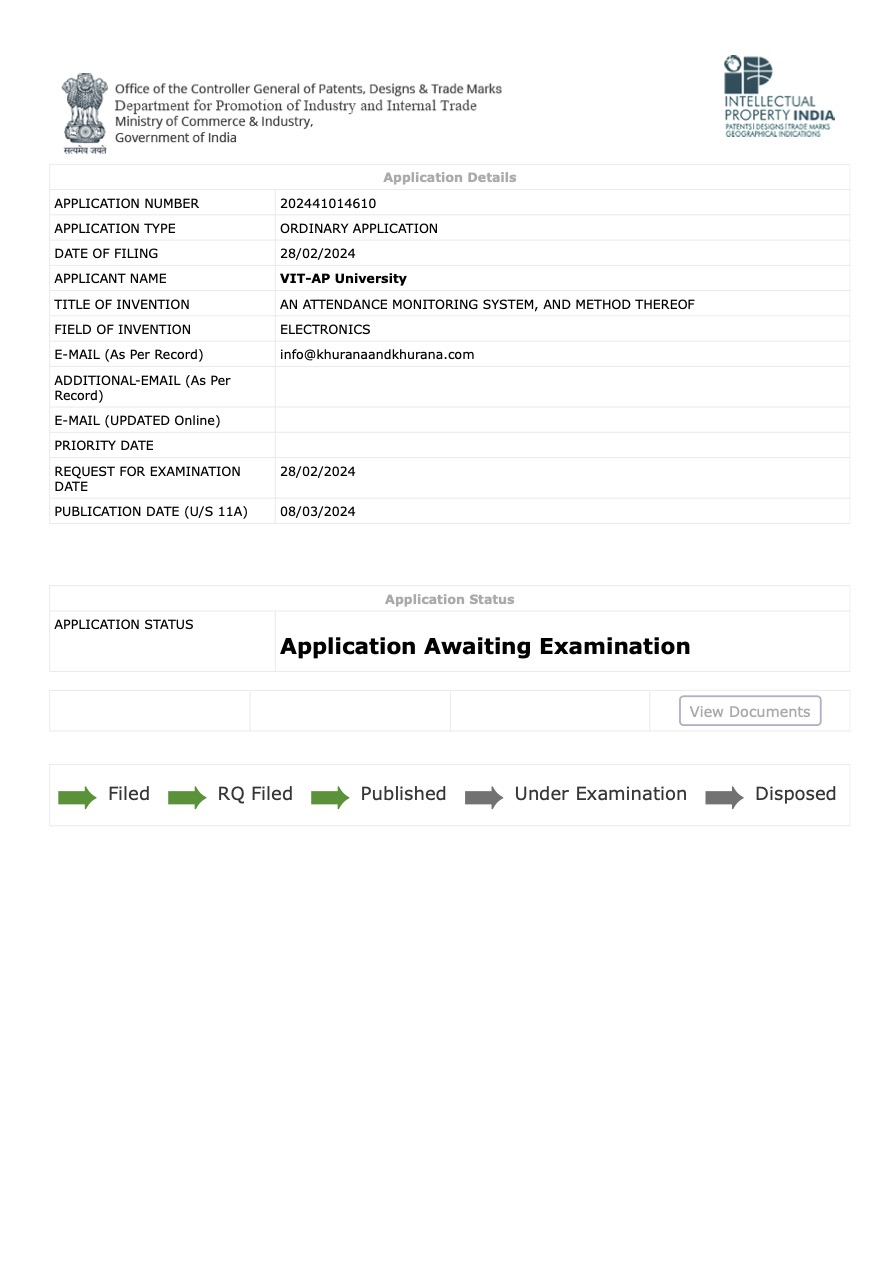 Office of the Controller General of Patents, Designs & Trade Marks
Department for Promotion of Industry and Internal Trade
Ministry of Commerce & Industry,
Government of India
सत्यमेव जयते
INTELLECTUAL
PROPERTY INDIA
PATENTS | DESIGNS | TRADE MARKS
GEOGRAPHICAL INDICATIONS
Application Details
APPLICATION NUMBER 202441014610
APPLICATION TYPE ORDINARY APPLICATION
DATE OF FILING 28/02/2024
APPLICANT NAME VIT-AP University
TITLE OF INVENTION AN ATTENDANCE MONITORING SYSTEM, AND METHOD THEREOF
FIELD OF INVENTION ELECTRONICS
E-MAIL (As Per Record) info@khuranaandkhurana.com
ADDITIONAL-EMAIL (As Per
Record)
E-MAIL (UPDATED Online)
PRIORITY DATE
REQUEST FOR EXAMINATION 28/02/2024
DATE
PUBLICATION DATE (U/S 11A) 08/03/2024
Application Status
APPLICATION STATUS
Application Awaiting Examination
View Documents
Filed RQ Filed Published Under Examination Disposed